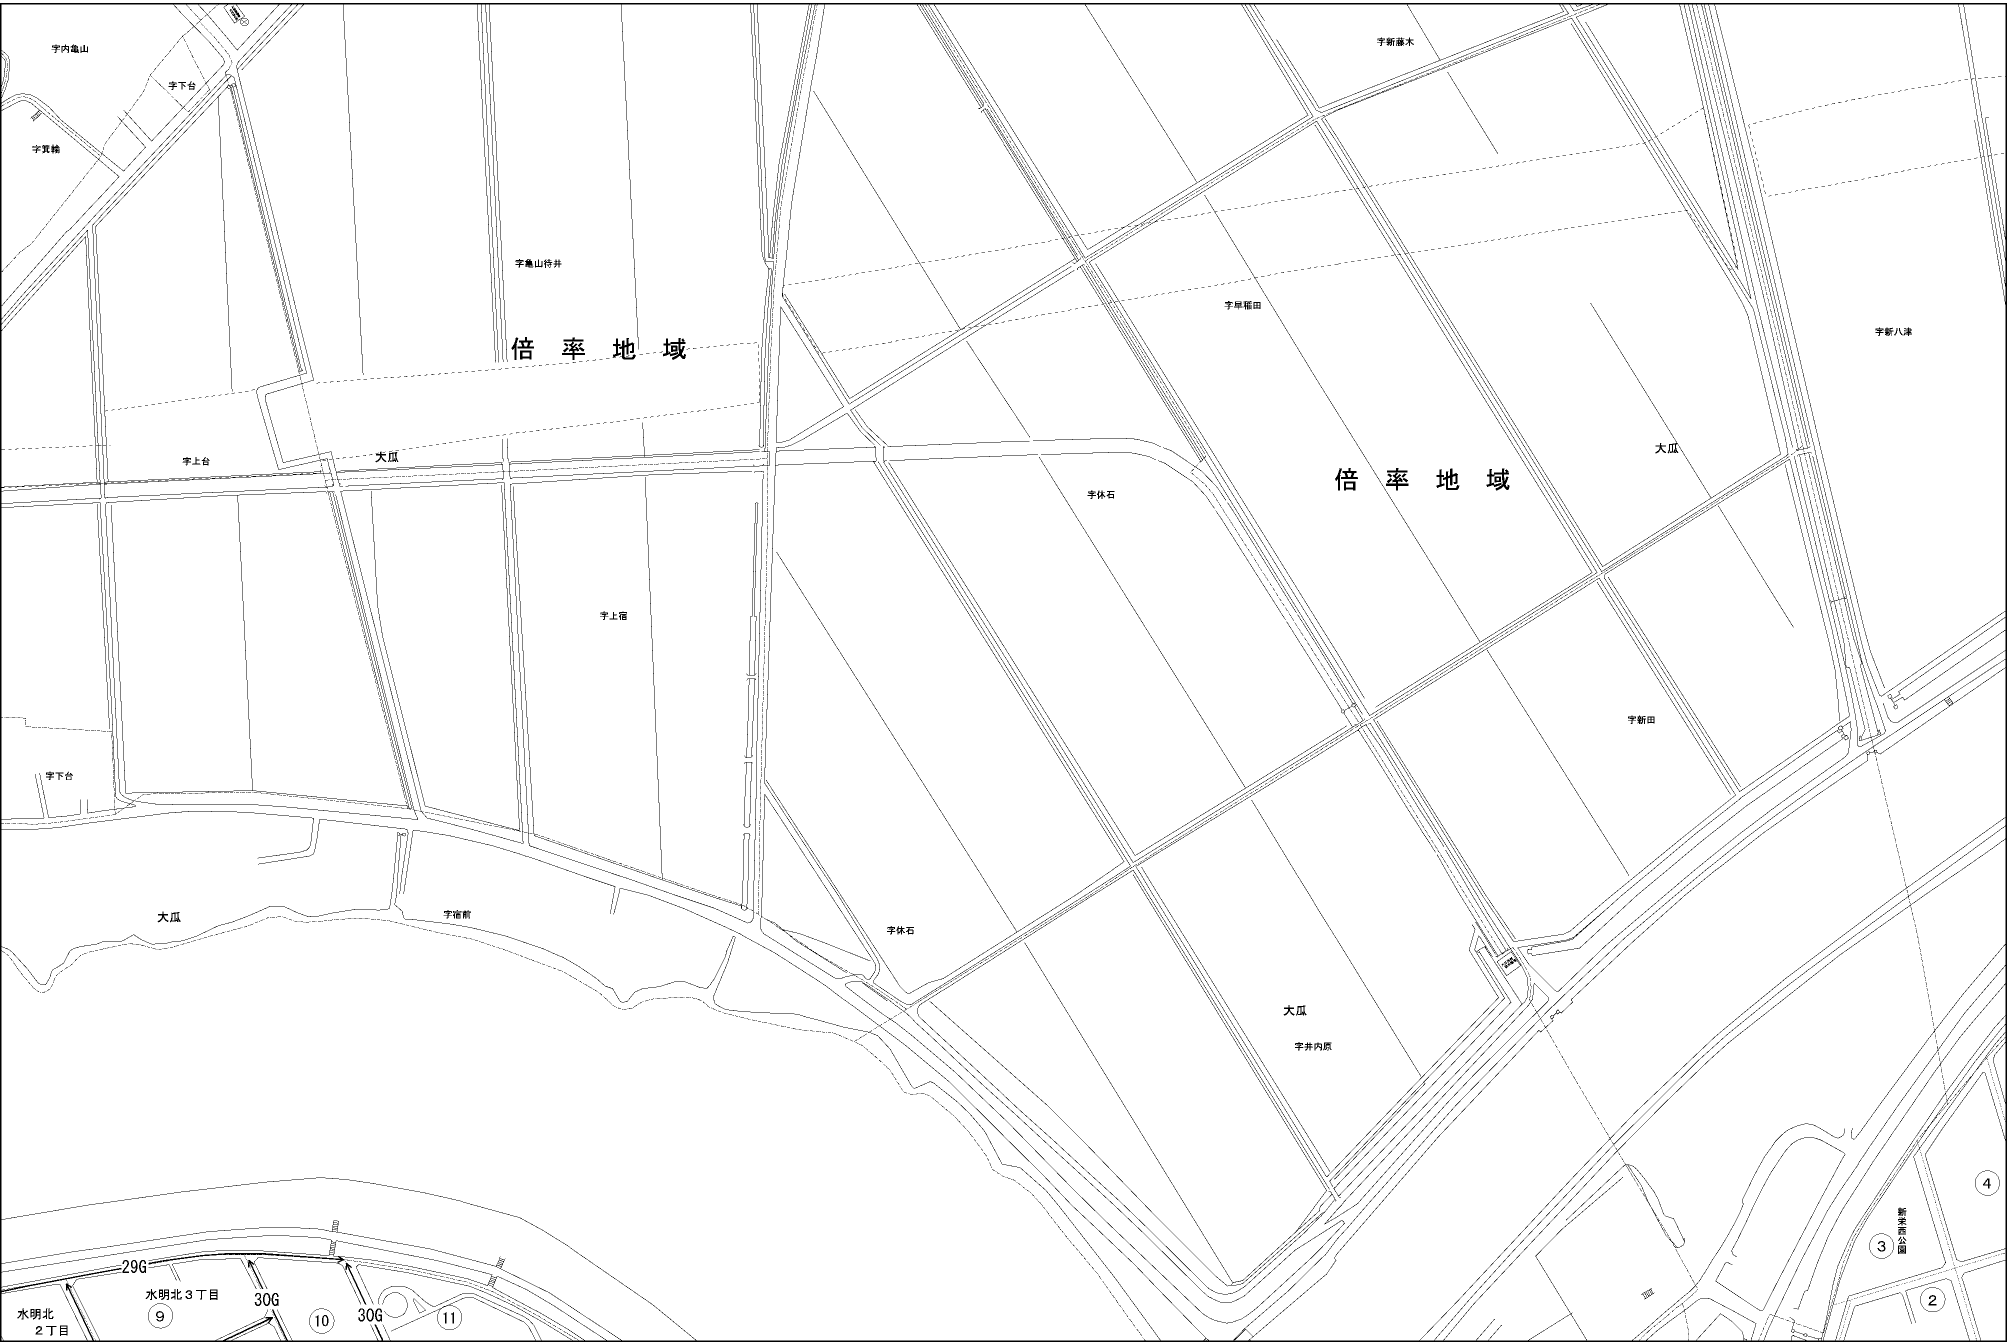 字内亀山
字下台
字新藤木
字箕輪
字亀山待井
字早稲田
字新八津
倍率地域
字上台
大瓜
大瓜
倍率地域
字休石
字上宿
字新田
字下台
大瓜
字宿前
字休石
大瓜
字井内原
4
新栄西公園
3
29G
水明北3丁目
30G
30G
2
水明北
2丁目
9
10
11